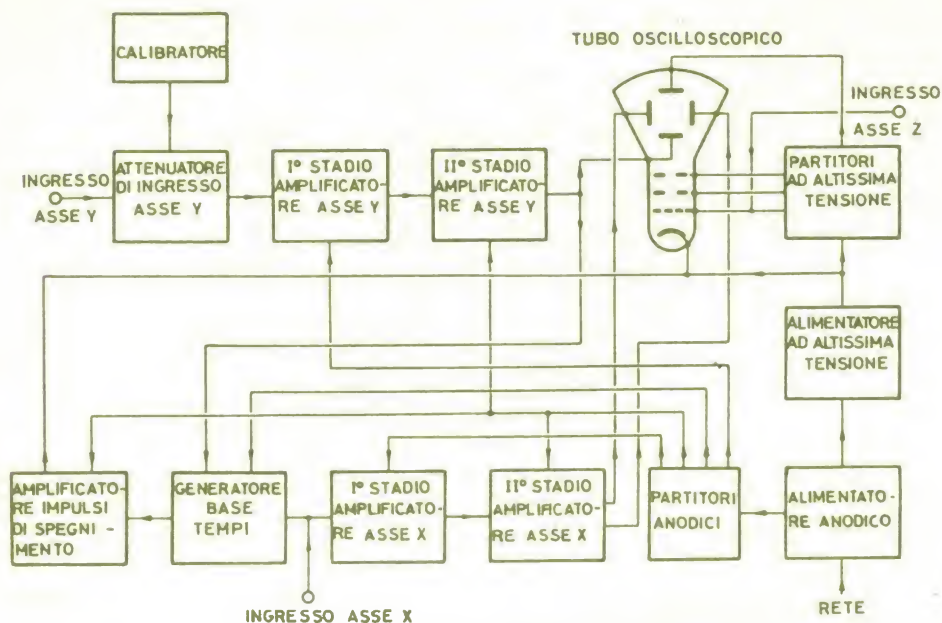 TUBO OSCILLOSCOPICO
CALIBRATORE
INGRESSO
ASSE Z
INGRESSO
ASSE Y
ATTENUATORE
DI INGRESSO
ASSE Y
I° STADIO
AMPLIFICATO-
RE ASSE Y
II° STADIO
AMPLIFICATO-
RE ASSE Y
PARTITORI
AD ALTISSIMA
TENSIONE
ALIMENTATORE
AD ALTISSIMA
TENSIONE
AMPLIFICATO-
RE IMPULSI
DI SPEGNI-
MENTO
GENERATORE
BASE
TEMPI
I° STADIO
AMPLIFICATO-
RE ASSE X
II° STADIO
AMPLIFICATO-
RE ASSE X
PARTITORI
ANODICI
ALIMENTATO-
RE ANODICO
INGRESSO ASSE X
RETE